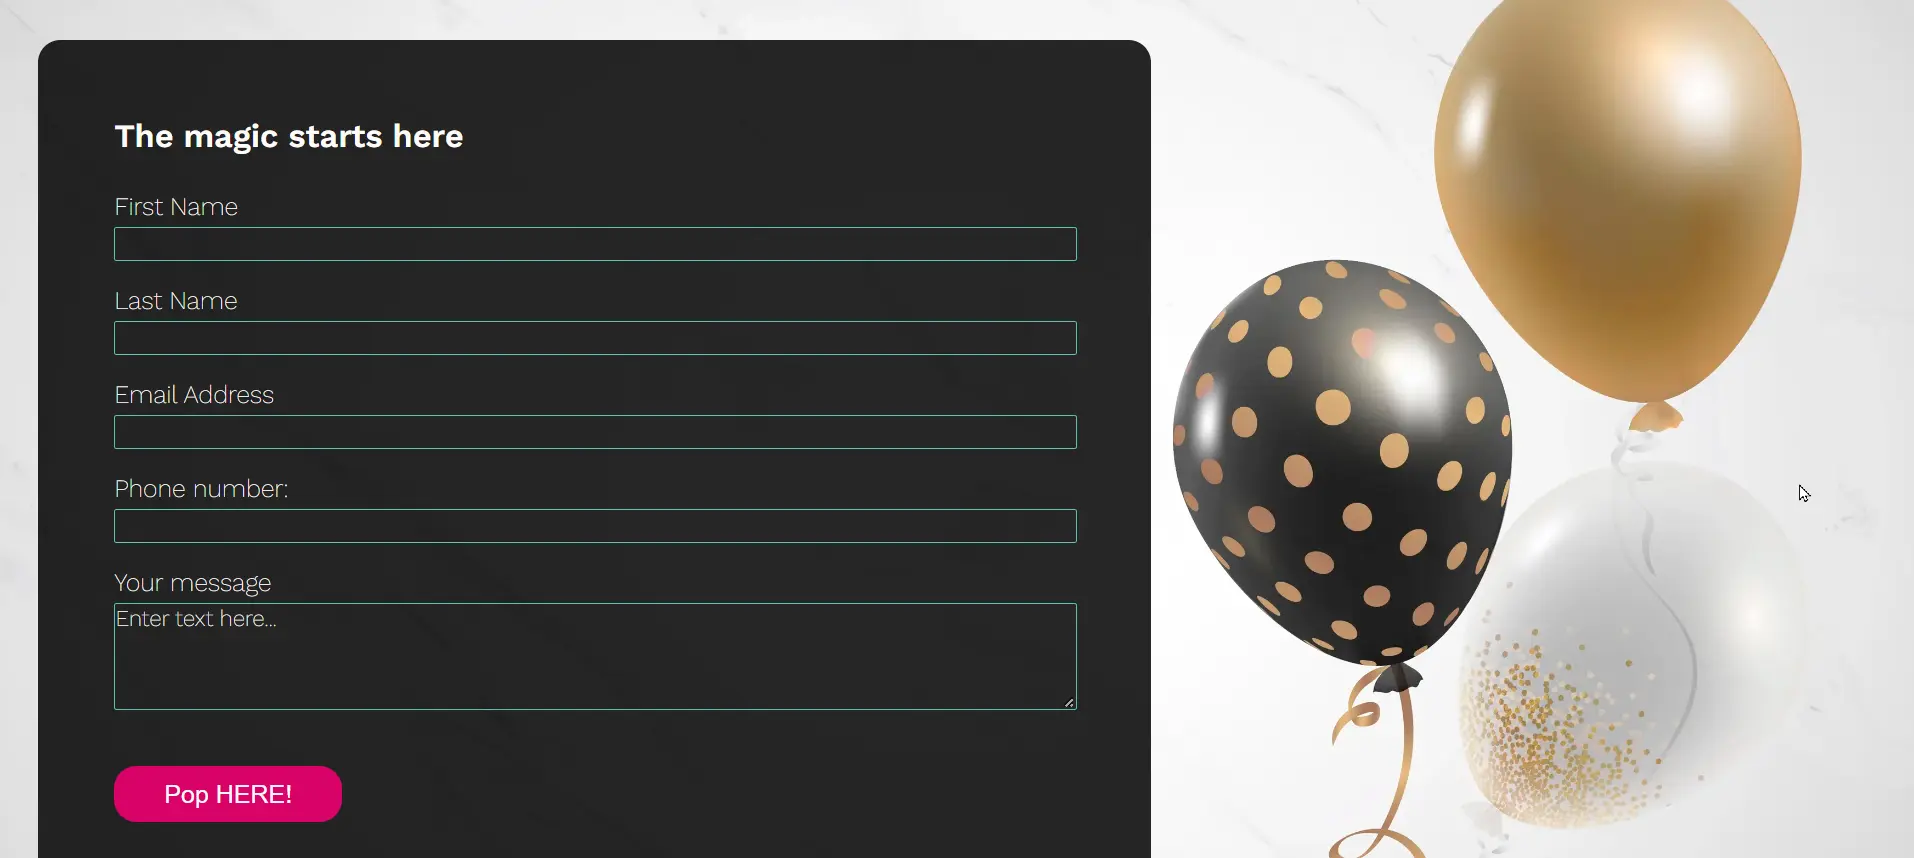 The magic starts here
First Name
Last Name
Email Address
Phone number:
Your message
Enter text here...
Pop HERE!